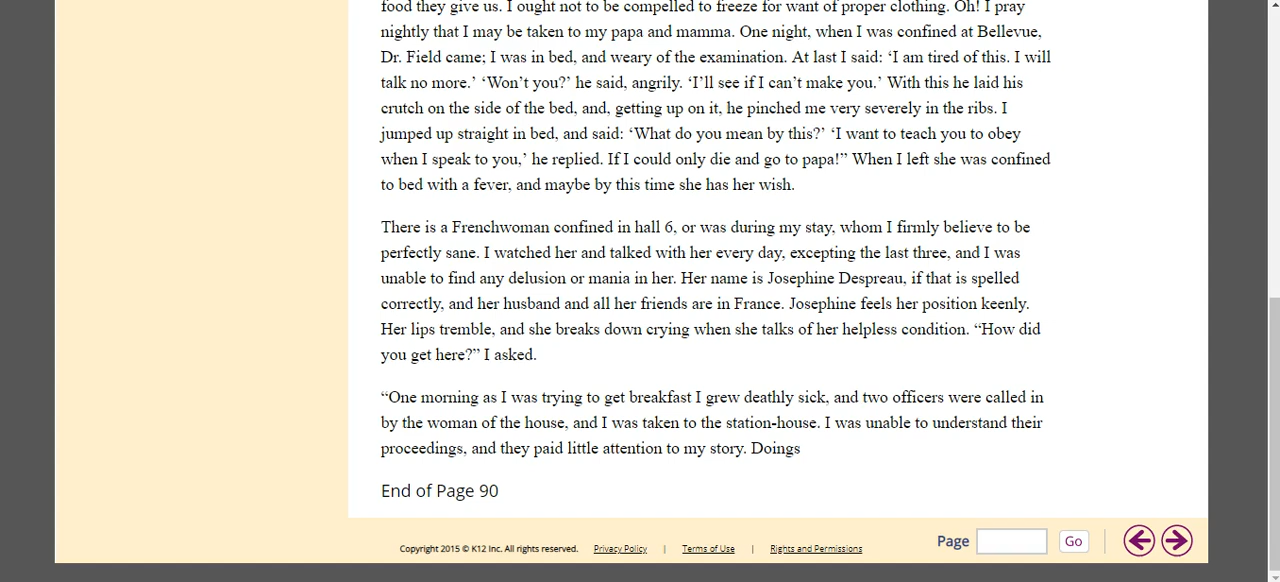 food they give us. I ought not to be compelled to freeze for want of proper clothing. Oh! I pray
nightly that I may be taken to my papa and mamma. One night, when I was confined at Bellevue,
Dr. Field came; I was in bed, and weary of the examination. At last I said: ‘I am tired of this. I will
talk no more.’ ‘Won’t you?’ he said, angrily. ‘I’ll see if I can’t make you.’ With this he laid his
crutch on the side of the bed, and, getting up on it, he pinched me very severely in the ribs. I
jumped up straight in bed, and said: ‘What do you mean by this?’ ‘I want to teach you to obey
when I speak to you,’ he replied. If I could only die and go to papa!” When I left she was confined
to bed with a fever, and maybe by this time she has her wish.
There is a Frenchwoman confined in hall 6, or was during my stay, whom I firmly believe to be
perfectly sane. I watched her and talked with her every day, excepting the last three, and I was
unable to find any delusion or mania in her. Her name is Josephine Despreau, if that is spelled
correctly, and her husband and all her friends are in France. Josephine feels her position keenly.
Her lips tremble, and she breaks down crying when she talks of her helpless condition. “How did
you get here?” I asked.
“One morning as I was trying to get breakfast I grew deathly sick, and two officers were called in
by the woman of the house, and I was taken to the station-house. I was unable to understand their
proceedings, and they paid little attention to my story. Doings
End of Page 90
Copyright 2015 © K12 Inc. All rights reserved. Privacy Policy | Terms of Use | Rights and Permissions Page Go